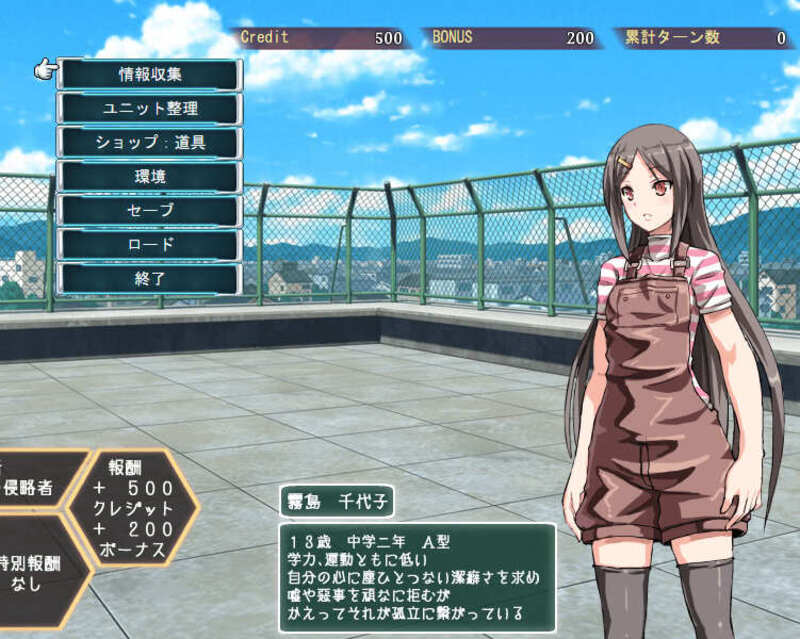 Credit 500 BONUS 200 累計ターン数 0
情報収集
ユニット整理
ショップ：道具
環境
セーブ
ロード
終了
侵略者
報酬
+ 500
クレジット
+ 200
ボーナス
特別報酬
なし
霧島 千代子
13歳 中学二年 A型
学力、運動ともに低い
自分の心に塵ひとつない潔癖さを求め
嘘や悪事を頑なに拒むが
かえってそれが孤立に繋がっている